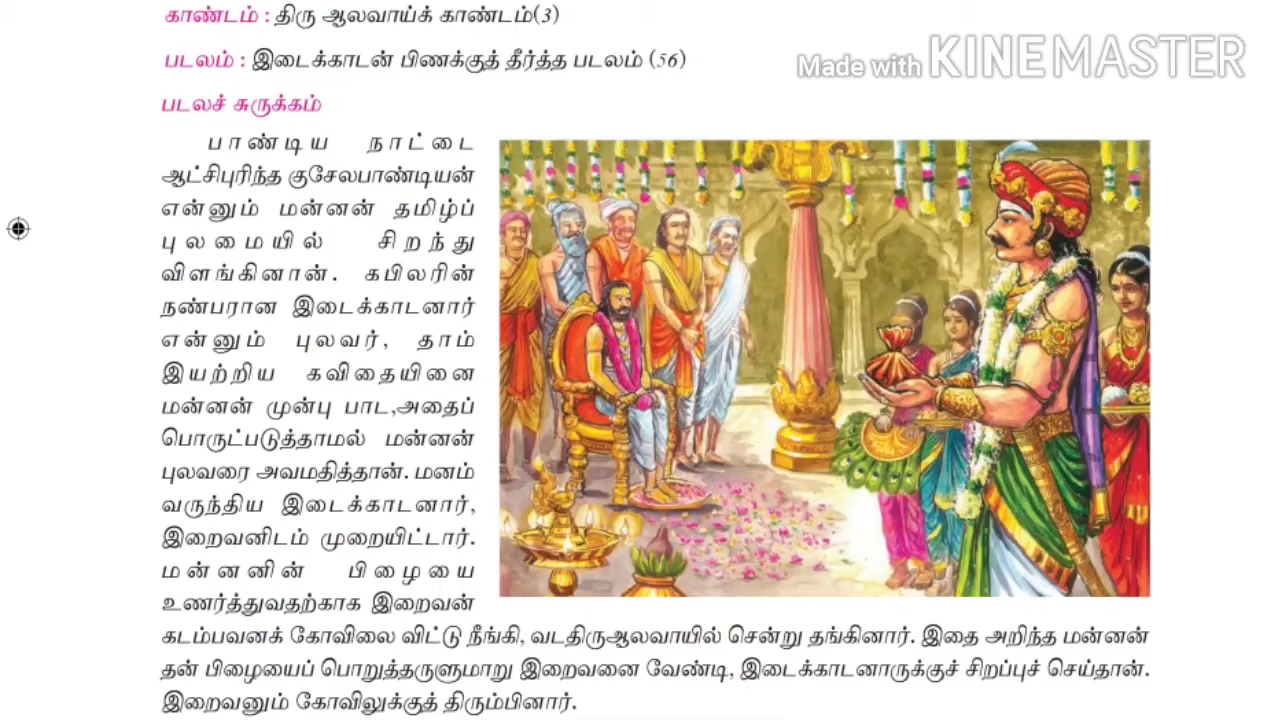 காண்டம் : திரு ஆலவாய்க் காண்டம்(3)
படலம் : இடைக்காடன் பிணக்குத் தீர்த்த படலம் (56)
Made with KINEMASTER
படலச் சுருக்கம்
பாண்டிய நாட்டை
ஆட்சிபுரிந்த குசேலபாண்டியன்
என்னும் மன்னன் தமிழ்ப்
புலமையில் சிறந்து
விளங்கினான். கபிலரின்
நண்பரான இடைக்காடனார்
என்னும் புலவர், தாம்
இயற்றிய கவிதையினை
மன்னன் முன்பு பாட,அதைப்
பொருட்படுத்தாமல் மன்னன்
புலவரை அவமதித்தான். மனம்
வருந்திய இடைக்காடனார்,
இறைவனிடம் முறையிட்டார்.
மன்னனின் பிழையை
உணர்த்துவதற்காக இறைவன்
கடம்பவனக் கோவிலை விட்டு நீங்கி, வடதிருஆலவாயில் சென்று தங்கினார். இதை அறிந்த மன்னன்
தன் பிழையைப் பொறுத்தருளுமாறு இறைவனை வேண்டி, இடைக்காடனாருக்குச் சிறப்புச் செய்தான்.
இறைவனும் கோவிலுக்குத் திரும்பினார்.